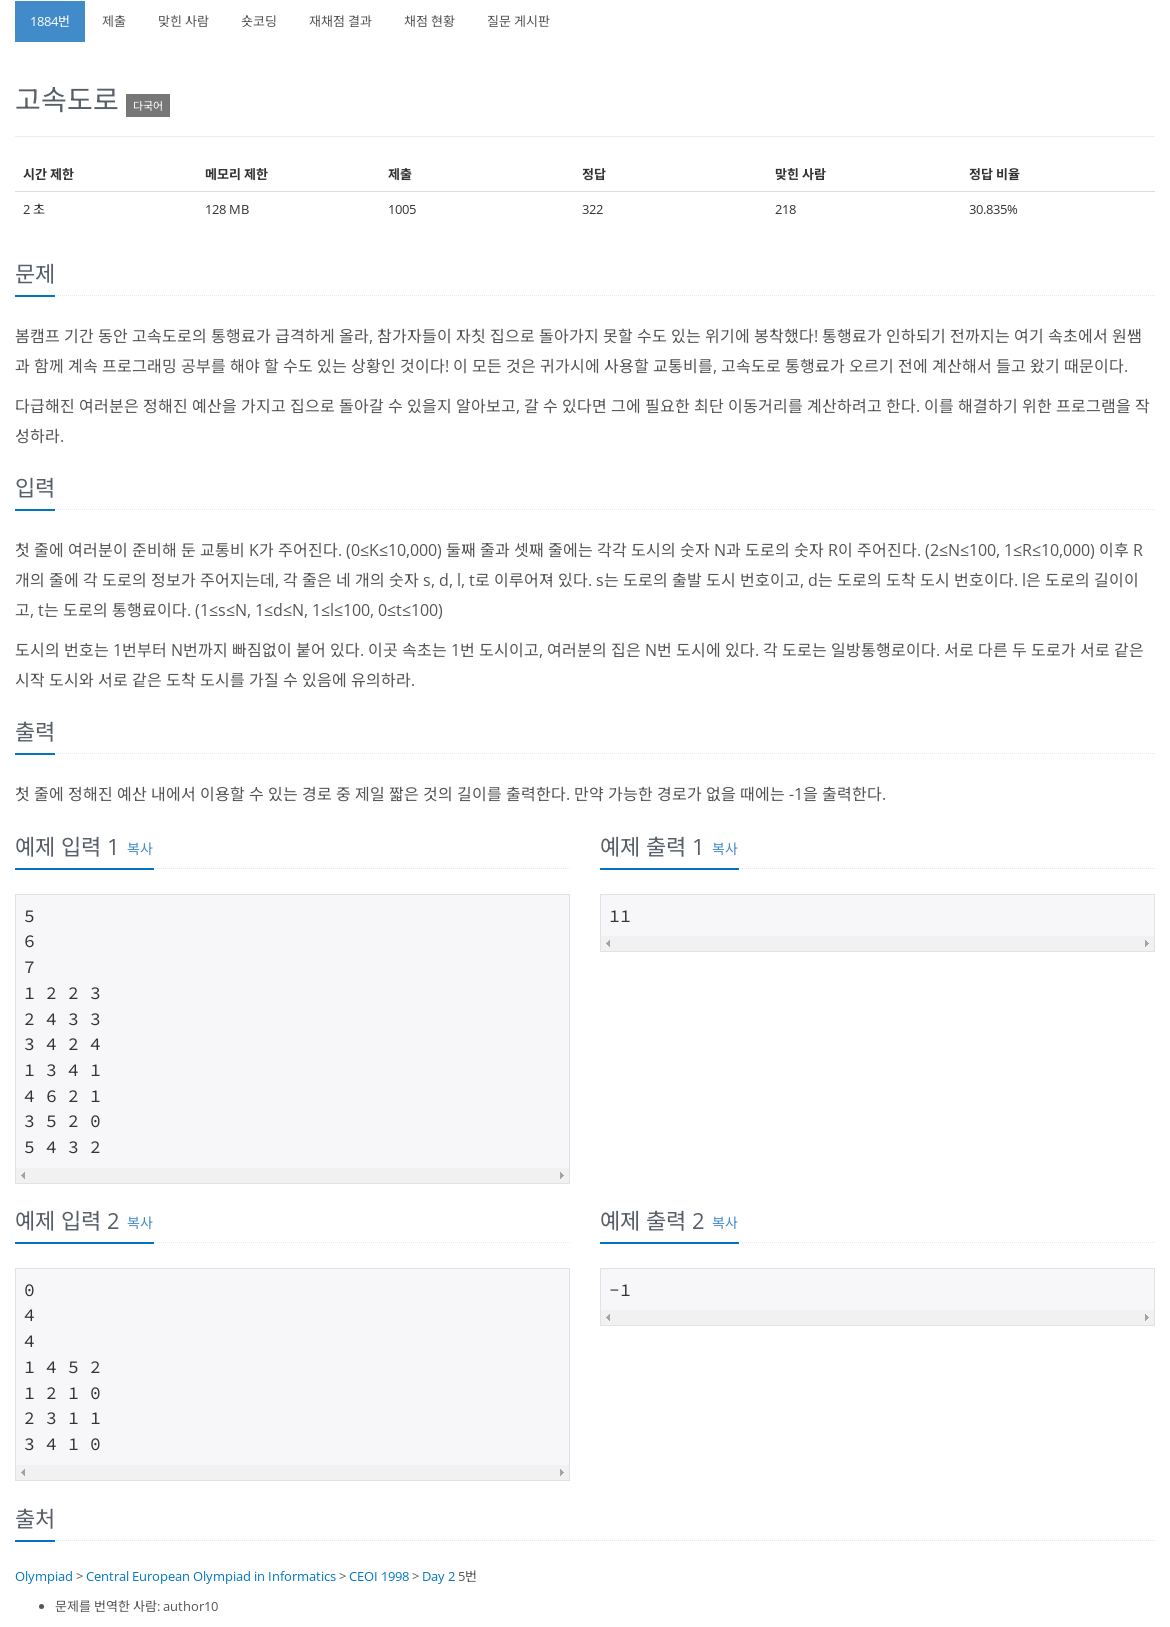 1884번 제출 맞힌 사람 숏코딩 재채점 결과 채점 현황 질문 게시판
고속도로 다국어
시간 제한 메모리 제한 제출 정답 맞힌 사람 정답 비율
2 초 128 MB 1005 322 218 30.835%
문제
봄캠프 기간 동안 고속도로의 통행료가 급격하게 올라, 참가자들이 자칫 집으로 돌아가지 못할 수도 있는 위기에 봉착했다! 통행료가 인하되기 전까지는 여기 속초에서 원쌤
과 함께 계속 프로그래밍 공부를 해야 할 수도 있는 상황인 것이다! 이 모든 것은 귀가시에 사용할 교통비를, 고속도로 통행료가 오르기 전에 계산해서 들고 왔기 때문이다.
다급해진 여러분은 정해진 예산을 가지고 집으로 돌아갈 수 있을지 알아보고, 갈 수 있다면 그에 필요한 최단 이동거리를 계산하려고 한다. 이를 해결하기 위한 프로그램을 작
성하라.
입력
첫 줄에 여러분이 준비해 둔 교통비 K가 주어진다. (0≤K≤10,000) 둘째 줄과 셋째 줄에는 각각 도시의 숫자 N과 도로의 숫자 R이 주어진다. (2≤N≤100, 1≤R≤10,000) 이후 R
개의 줄에 각 도로의 정보가 주어지는데, 각 줄은 네 개의 숫자 s, d, l, t로 이루어져 있다. s는 도로의 출발 도시 번호이고, d는 도로의 도착 도시 번호이다. l은 도로의 길이이
고, t는 도로의 통행료이다. (1≤s≤N, 1≤d≤N, 1≤l≤100, 0≤t≤100)
도시의 번호는 1번부터 N번까지 빠짐없이 붙어 있다. 이곳 속초는 1번 도시이고, 여러분의 집은 N번 도시에 있다. 각 도로는 일방통행로이다. 서로 다른 두 도로가 서로 같은
시작 도시와 서로 같은 도착 도시를 가질 수 있음에 유의하라.
출력
첫 줄에 정해진 예산 내에서 이용할 수 있는 경로 중 제일 짧은 것의 길이를 출력한다. 만약 가능한 경로가 없을 때에는 -1을 출력한다.
예제 입력 1 복사
5
6
7
1 2 2 3
2 4 3 3
3 4 2 4
1 3 4 1
4 6 2 1
3 5 2 0
5 4 3 2
예제 출력 1 복사
11
예제 입력 2 복사
0
4
4
1 4 5 2
1 2 1 0
2 3 1 1
3 4 1 0
예제 출력 2 복사
-1
출처
Olympiad > Central European Olympiad in Informatics > CEOI 1998 > Day 2 5번
문제를 번역한 사람: author10